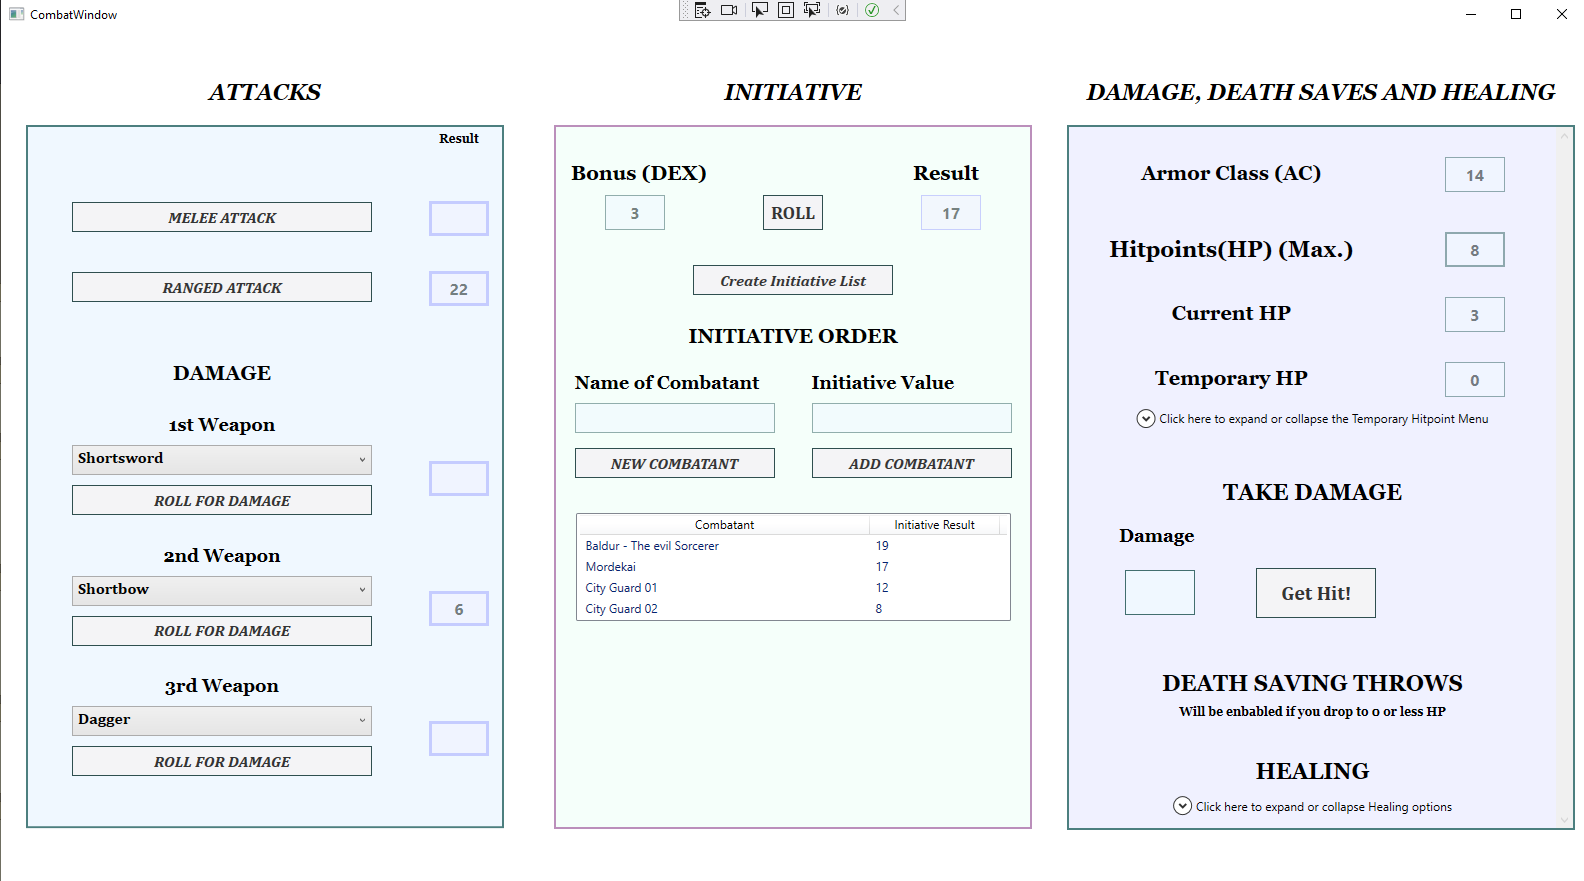 CombatWindow
ATTACKS
Result
MELEE ATTACK
RANGED ATTACK
22
DAMAGE
1st Weapon
Shortsword
ROLL FOR DAMAGE
2nd Weapon
Shortbow
6
ROLL FOR DAMAGE
3rd Weapon
Dagger
ROLL FOR DAMAGE
INITIATIVE
Bonus (DEX)
Result
3
ROLL
17
Create Initiative List
INITIATIVE ORDER
Name of Combatant
Initiative Value
NEW COMBATANT
ADD COMBATANT
Combatant Initiative Result
Baldur - The evil Sorcerer 19
Mordekai 17
City Guard 01 12
City Guard 02 8
DAMAGE, DEATH SAVES AND HEALING
Armor Class (AC) 14
Hitpoints(HP) (Max.) 8
Current HP 3
Temporary HP 0
Click here to expand or collapse the Temporary Hitpoint Menu
TAKE DAMAGE
Damage
Get Hit!
DEATH SAVING THROWS
Will be enbabled if you drop to 0 or less HP
HEALING
Click here to expand or collapse Healing options